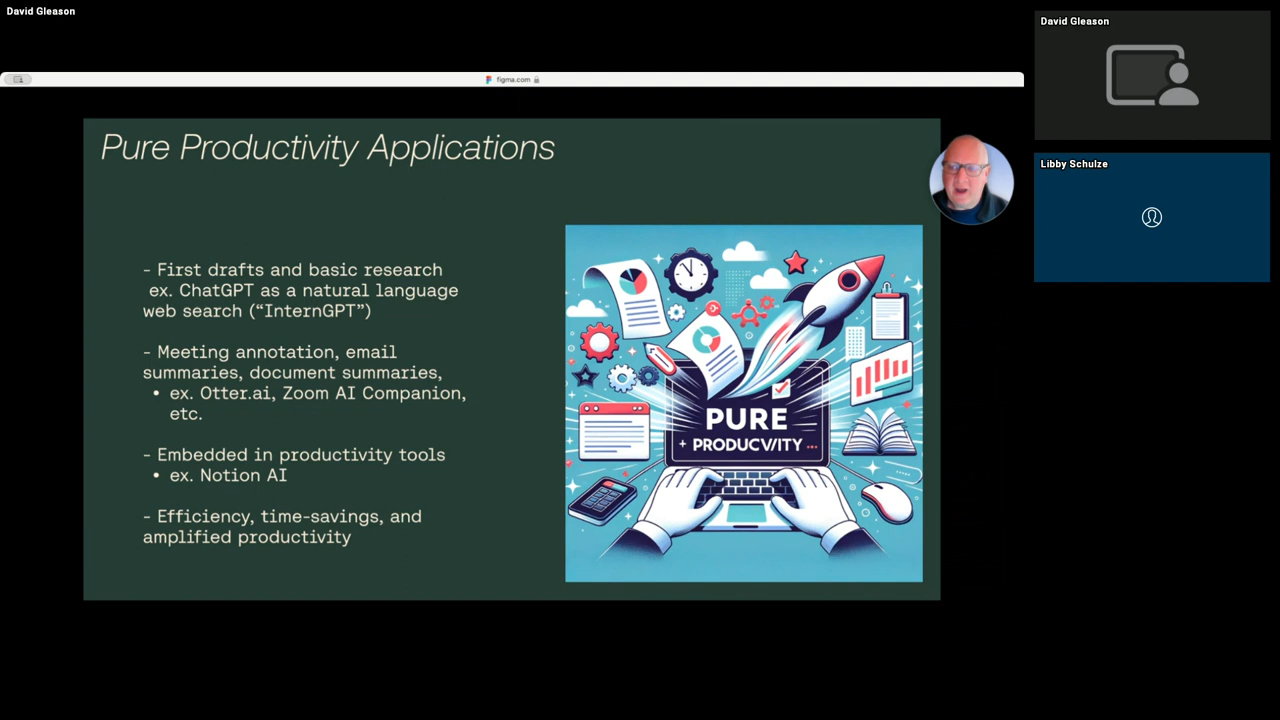 David Gleason
figma.com
David Gleason
Libby Schulze
Pure Productivity Applications
- First drafts and basic research
ex. ChatGPT as a natural language
web search (“InternGPT”)
- Meeting annotation, email
summaries, document summaries,
• ex. Otter.ai, Zoom AI Companion,
etc.
- Embedded in productivity tools
• ex. Notion AI
- Efficiency, time-savings, and
amplified productivity
PURE
+ PRODUCV/ITY ...